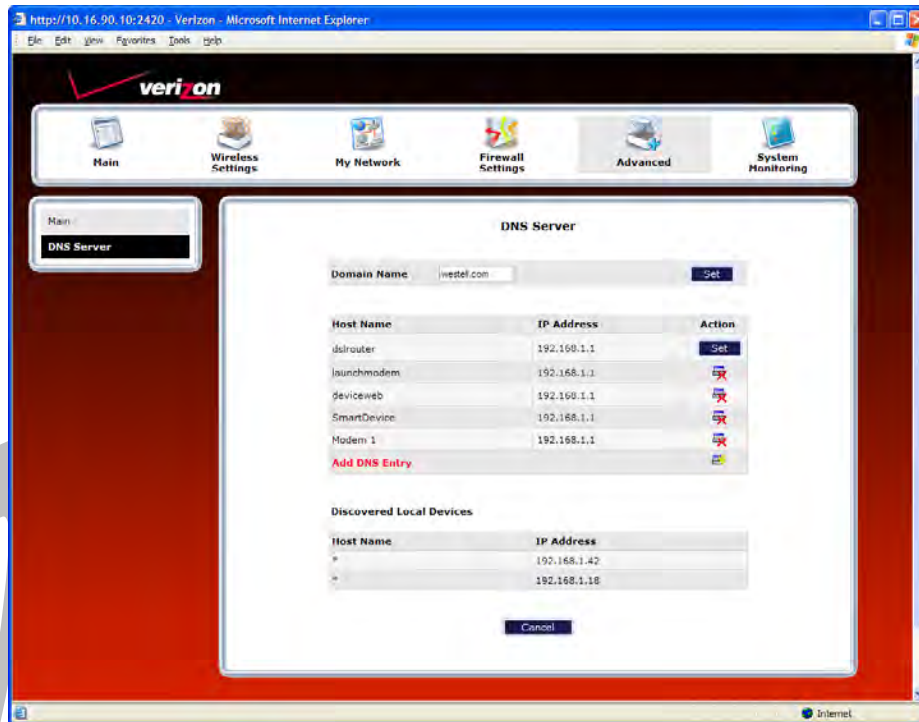 http://10.16.90.10:2420 - Verizon - Microsoft Internet Explorer
File Edit View Favorites Tools Help
verizon
Main
Wireless Settings
My Network
Firewall Settings
Advanced
System Monitoring
Main
DNS Server
DNS Server
Domain Name westell.com Set
Host Name IP Address Action
dslrouter 192.168.1.1 Set
launchmodem 192.168.1.1
deviceweb 192.168.1.1
SmartDevice 192.168.1.1
Modem 1 192.168.1.1
Add DNS Entry
Discovered Local Devices
Host Name IP Address
* 192.168.1.42
* 192.168.1.18
Cancel
Internet